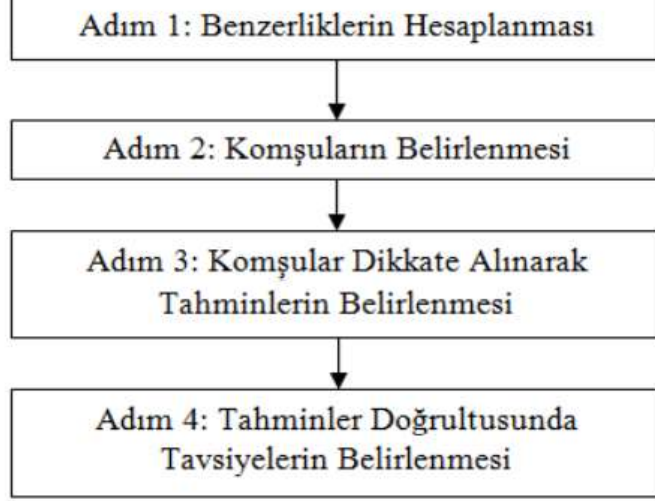 Adım 1: Benzerliklerin Hesaplanması
Adım 2: Komşuların Belirlenmesi
Adım 3: Komşular Dikkate Alınarak
Tahminlerin Belirlenmesi
Adım 4: Tahminler Doğrultusunda
Tavsiyelerin Belirlenmesi